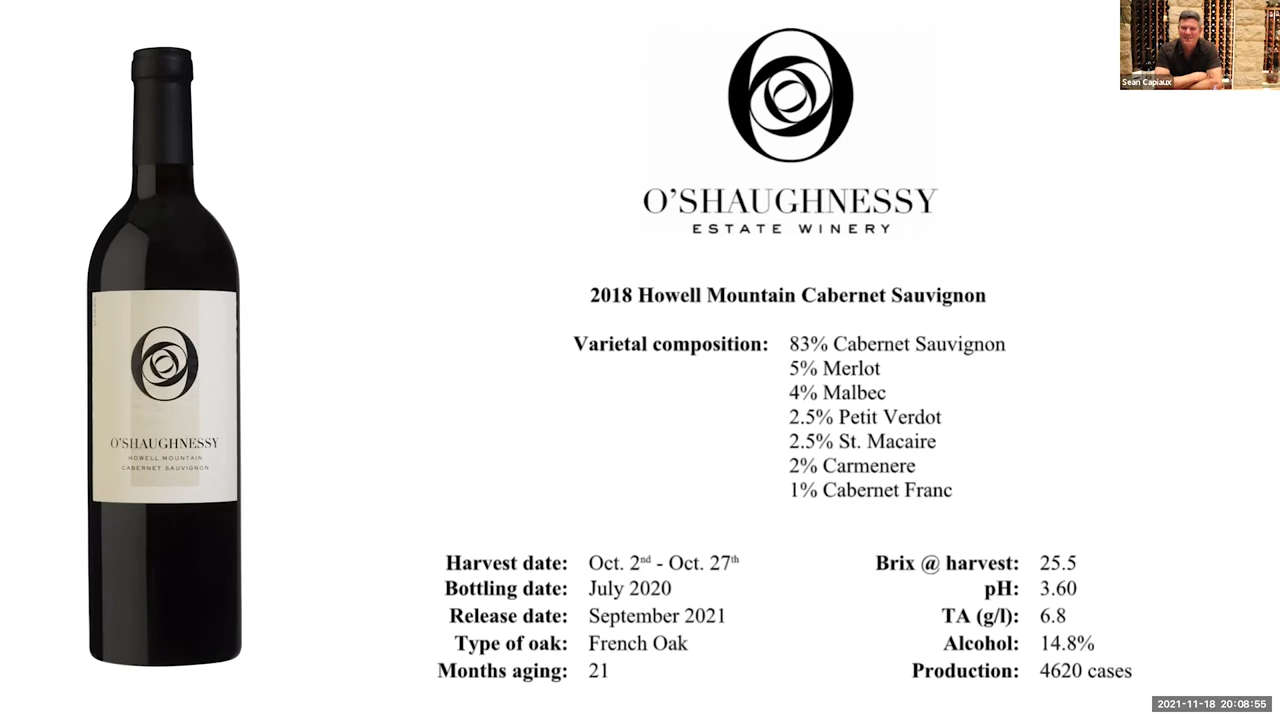 Sean Capiaux
O'SHAUGHNESSY
ESTATE WINERY
2018 Howell Mountain Cabernet Sauvignon
Varietal composition: 83% Cabernet Sauvignon
5% Merlot
4% Malbec
2.5% Petit Verdot
2.5% St. Macaire
2% Carmenere
1% Cabernet Franc
O'SHAUGHNESSY
HOWELL MOUNTAIN
CABERNET SAUVIGNON
Harvest date: Oct. 2nd - Oct. 27th Brix @ harvest: 25.5
Bottling date: July 2020 pH: 3.60
Release date: September 2021 TA (g/l): 6.8
Type of oak: French Oak Alcohol: 14.8%
Months aging: 21 Production: 4620 cases
2021-11-18 20:08:55